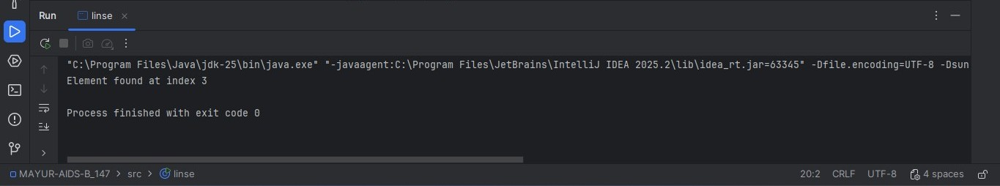 Run linse
"C:\Program Files\Java\jdk-25\bin\java.exe" "-javaagent:C:\Program Files\JetBrains\IntelliJ IDEA 2025.2\lib\idea_rt.jar=63345" -Dfile.encoding=UTF-8 -Dsun
Element found at index 3
Process finished with exit code 0
MAYUR-AIDS-B_147 > src > linse 20:2 CRLF UTF-8 4 spaces